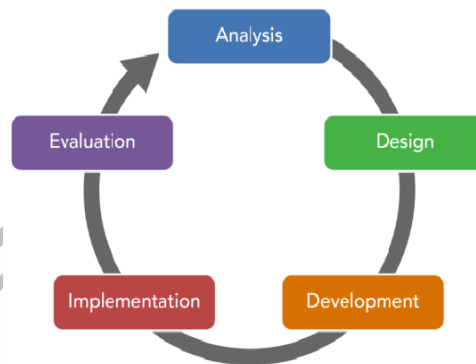 Analysis
Design
Development
Implementation
Evaluation